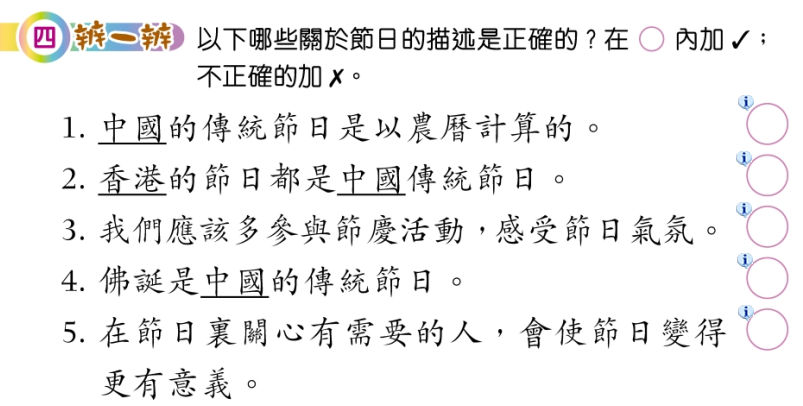 四 辨一辨 以下哪些關於節日的描述是正確的？在 ○ 內加 ✓；
不正確的加 ✗。
1. 中國的傳統節日是以農曆計算的。
2. 香港的節日都是中國傳統節日。
3. 我們應該多參與節慶活動，感受節日氣氛。
4. 佛誕是中國的傳統節日。
5. 在節日裏關心有需要的人，會使節日變得
更有意義。